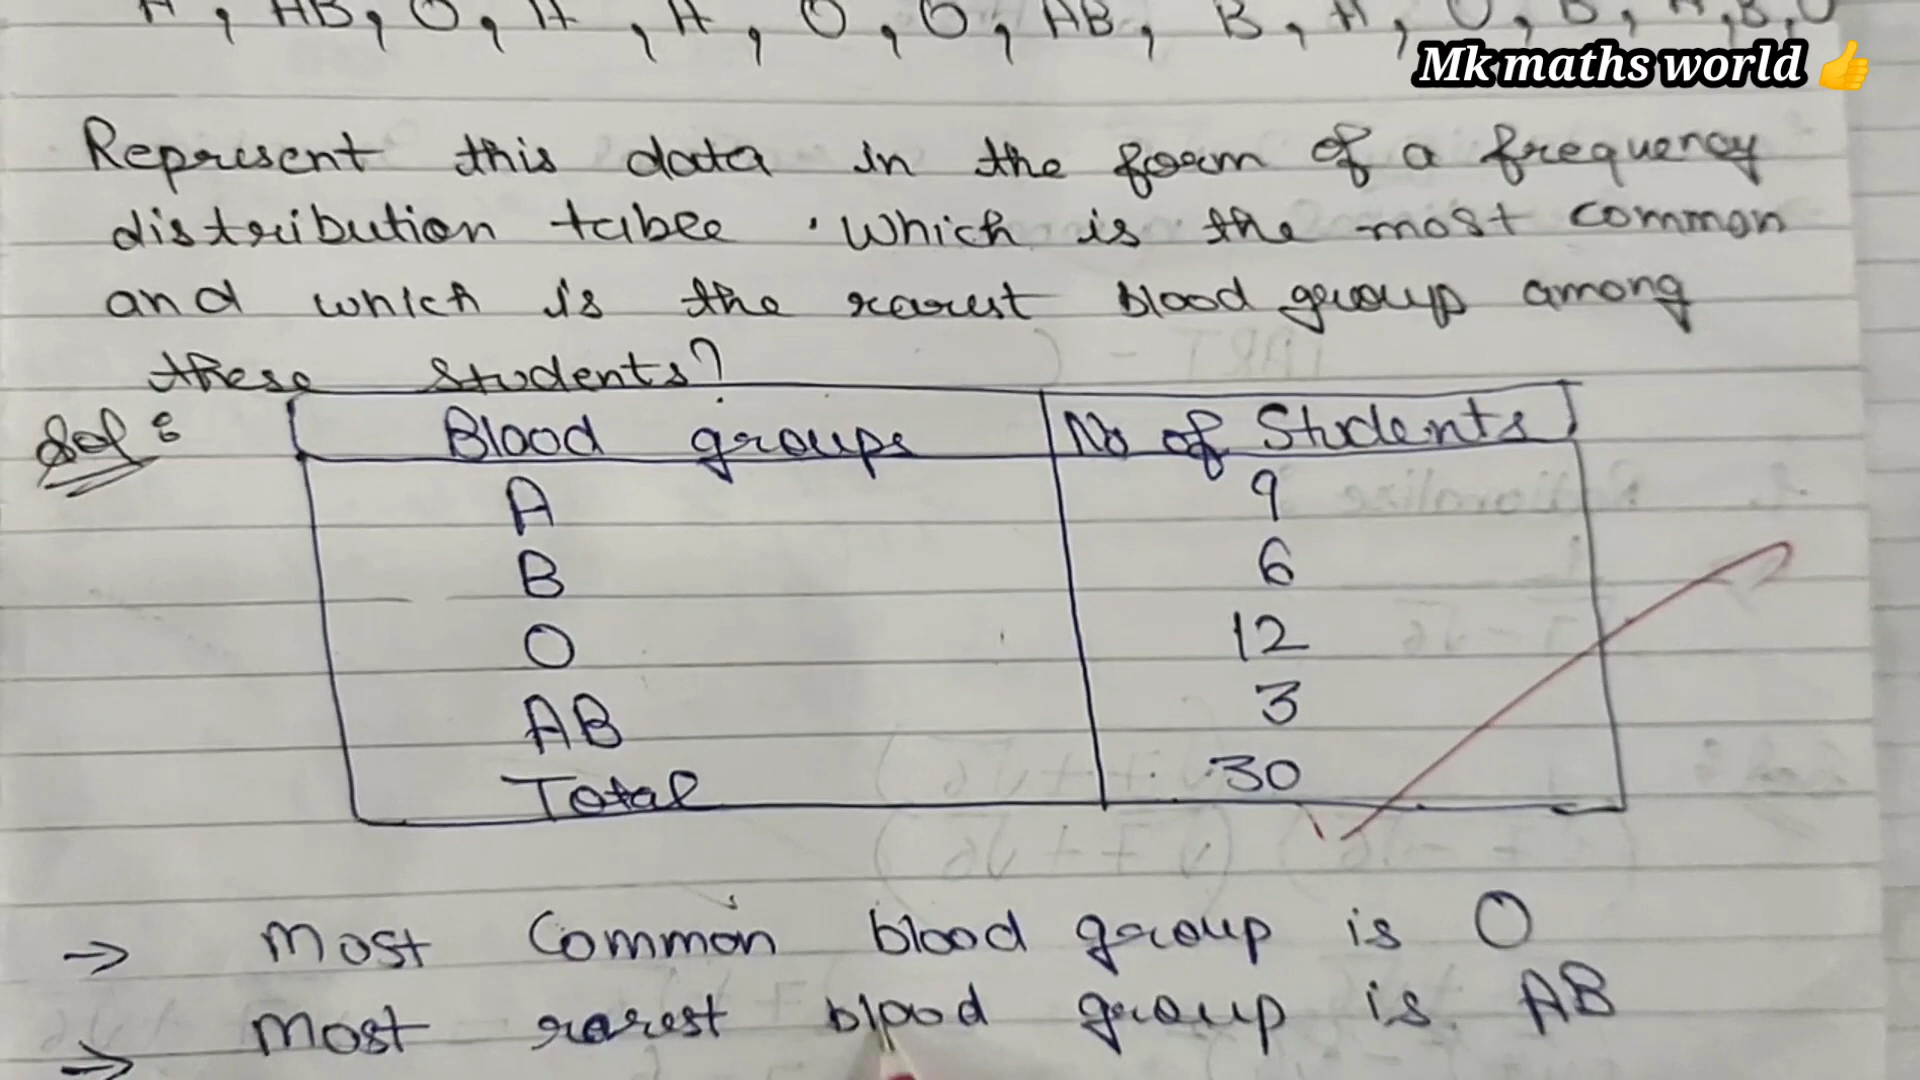 A, AB, O, A, A, O, O, AB, B, A, O, B, A, B, O
Mk maths world 👍
Represent this data in the form of a frequency
distribution table. Which is the most common
and which is the rarest blood group among
these students?
Sol :
Blood groups No of Students
A 9
B 6
O 12
AB 3
Total 30
→ Most Common blood group is O
→ Most rarest blood group is AB